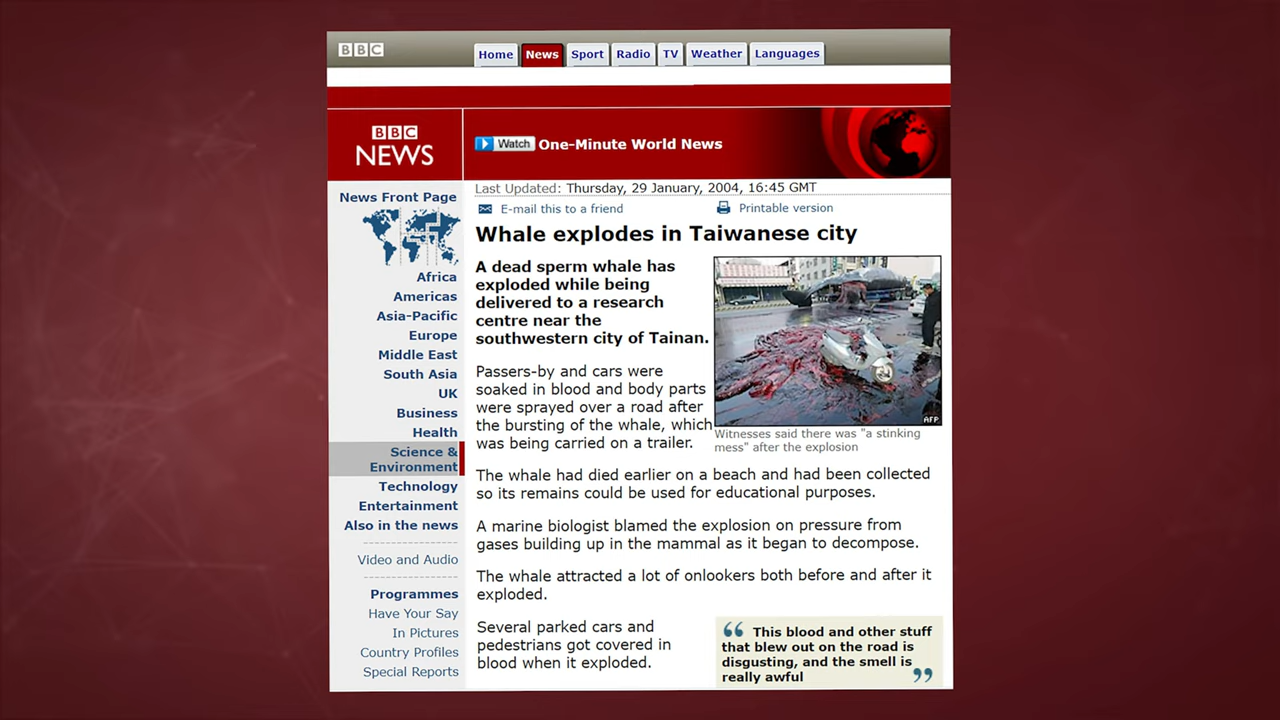 BBC
Home News Sport Radio TV Weather Languages
BBC
NEWS
Watch One-Minute World News
Last Updated: Thursday, 29 January, 2004, 16:45 GMT
E-mail this to a friend
Printable version
News Front Page
Africa
Americas
Asia-Pacific
Europe
Middle East
South Asia
UK
Business
Health
Science &
Environment
Technology
Entertainment
Also in the news
Video and Audio
Programmes
Have Your Say
In Pictures
Country Profiles
Special Reports
Whale explodes in Taiwanese city
A dead sperm whale has
exploded while being
delivered to a research
centre near the
southwestern city of Tainan.
AFP
Witnesses said there was "a stinking
mess" after the explosion
Passers-by and cars were
soaked in blood and body parts
were sprayed over a road after
the bursting of the whale, which
was being carried on a trailer.
The whale had died earlier on a beach and had been collected
so its remains could be used for educational purposes.
A marine biologist blamed the explosion on pressure from
gases building up in the mammal as it began to decompose.
The whale attracted a lot of onlookers both before and after it
exploded.
Several parked cars and
pedestrians got covered in
blood when it exploded.
“ This blood and other stuff
that blew out on the road is
disgusting, and the smell is
really awful ”